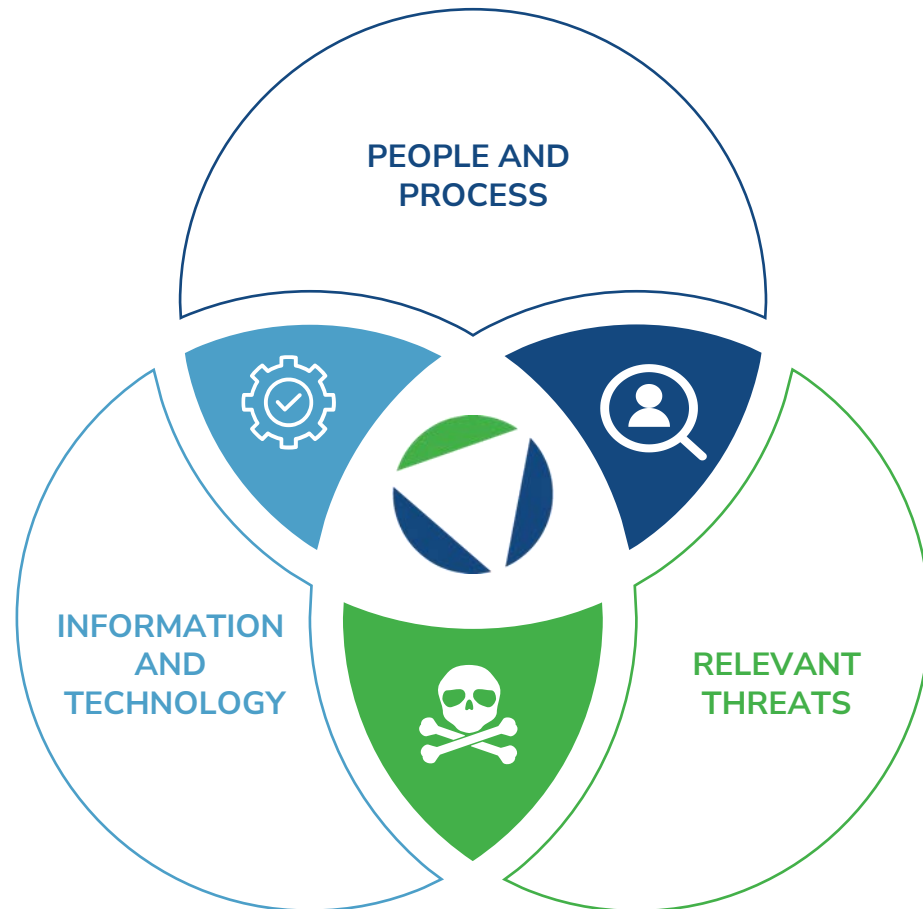 PEOPLE AND
PROCESS
INFORMATION
AND
TECHNOLOGY
RELEVANT
THREATS